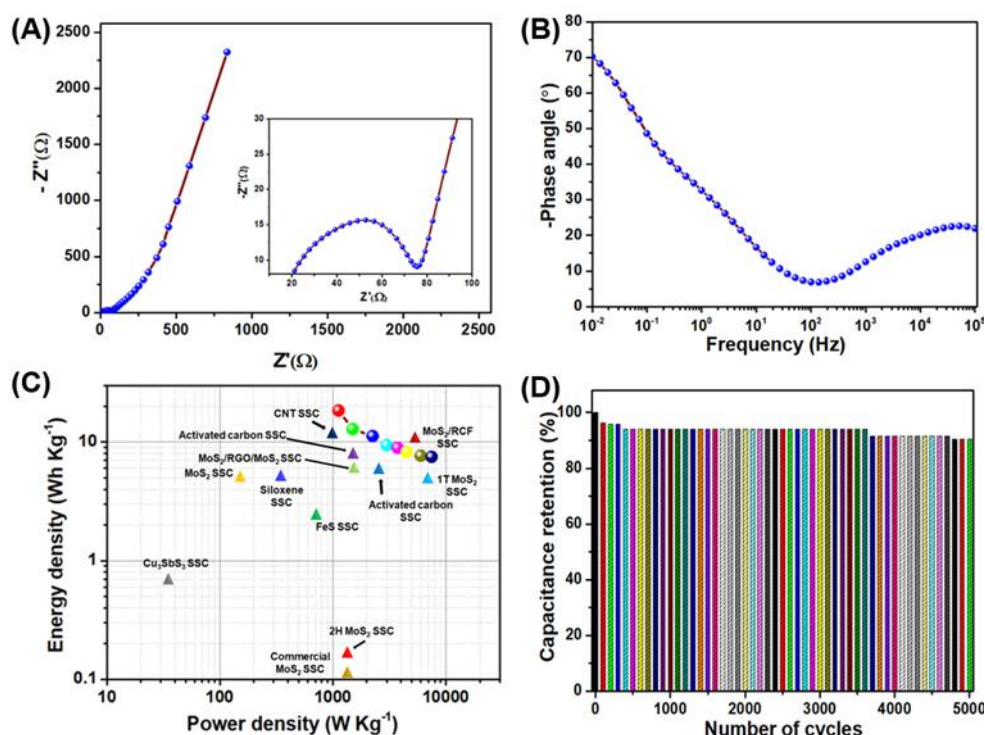 (A)
2500
2000
1500
1000
500
0
-Z''(Ω)
0 500 1000 1500 2000 2500
Z'(Ω)
30
25
20
15
10
-Z''(Ω)
20 40 60 80 100
Z'(Ω)
(B)
80
70
60
50
40
30
20
10
0
-Phase angle (°)
10⁻² 10⁻¹ 10⁰ 10¹ 10² 10³ 10⁴ 10⁵
Frequency (Hz)
(C)
10
1
0.1
Energy density (Wh Kg⁻¹)
CNT SSC
Activated carbon SSC
MoS₂/RGO/MoS₂ SSC
MoS₂ SSC
Siloxene
SSC
FeS SSC
MoS₂/RCF
SSC
1T MoS₂
SSC
Activated carbon
SSC
Cu₃SbS₃ SSC
2H MoS₂ SSC
Commercial
MoS₂ SSC
10 100 1000 10000
Power density (W Kg⁻¹)
(D)
100
80
60
40
20
0
Capacitance retention (%)
0 1000 2000 3000 4000 5000
Number of cycles